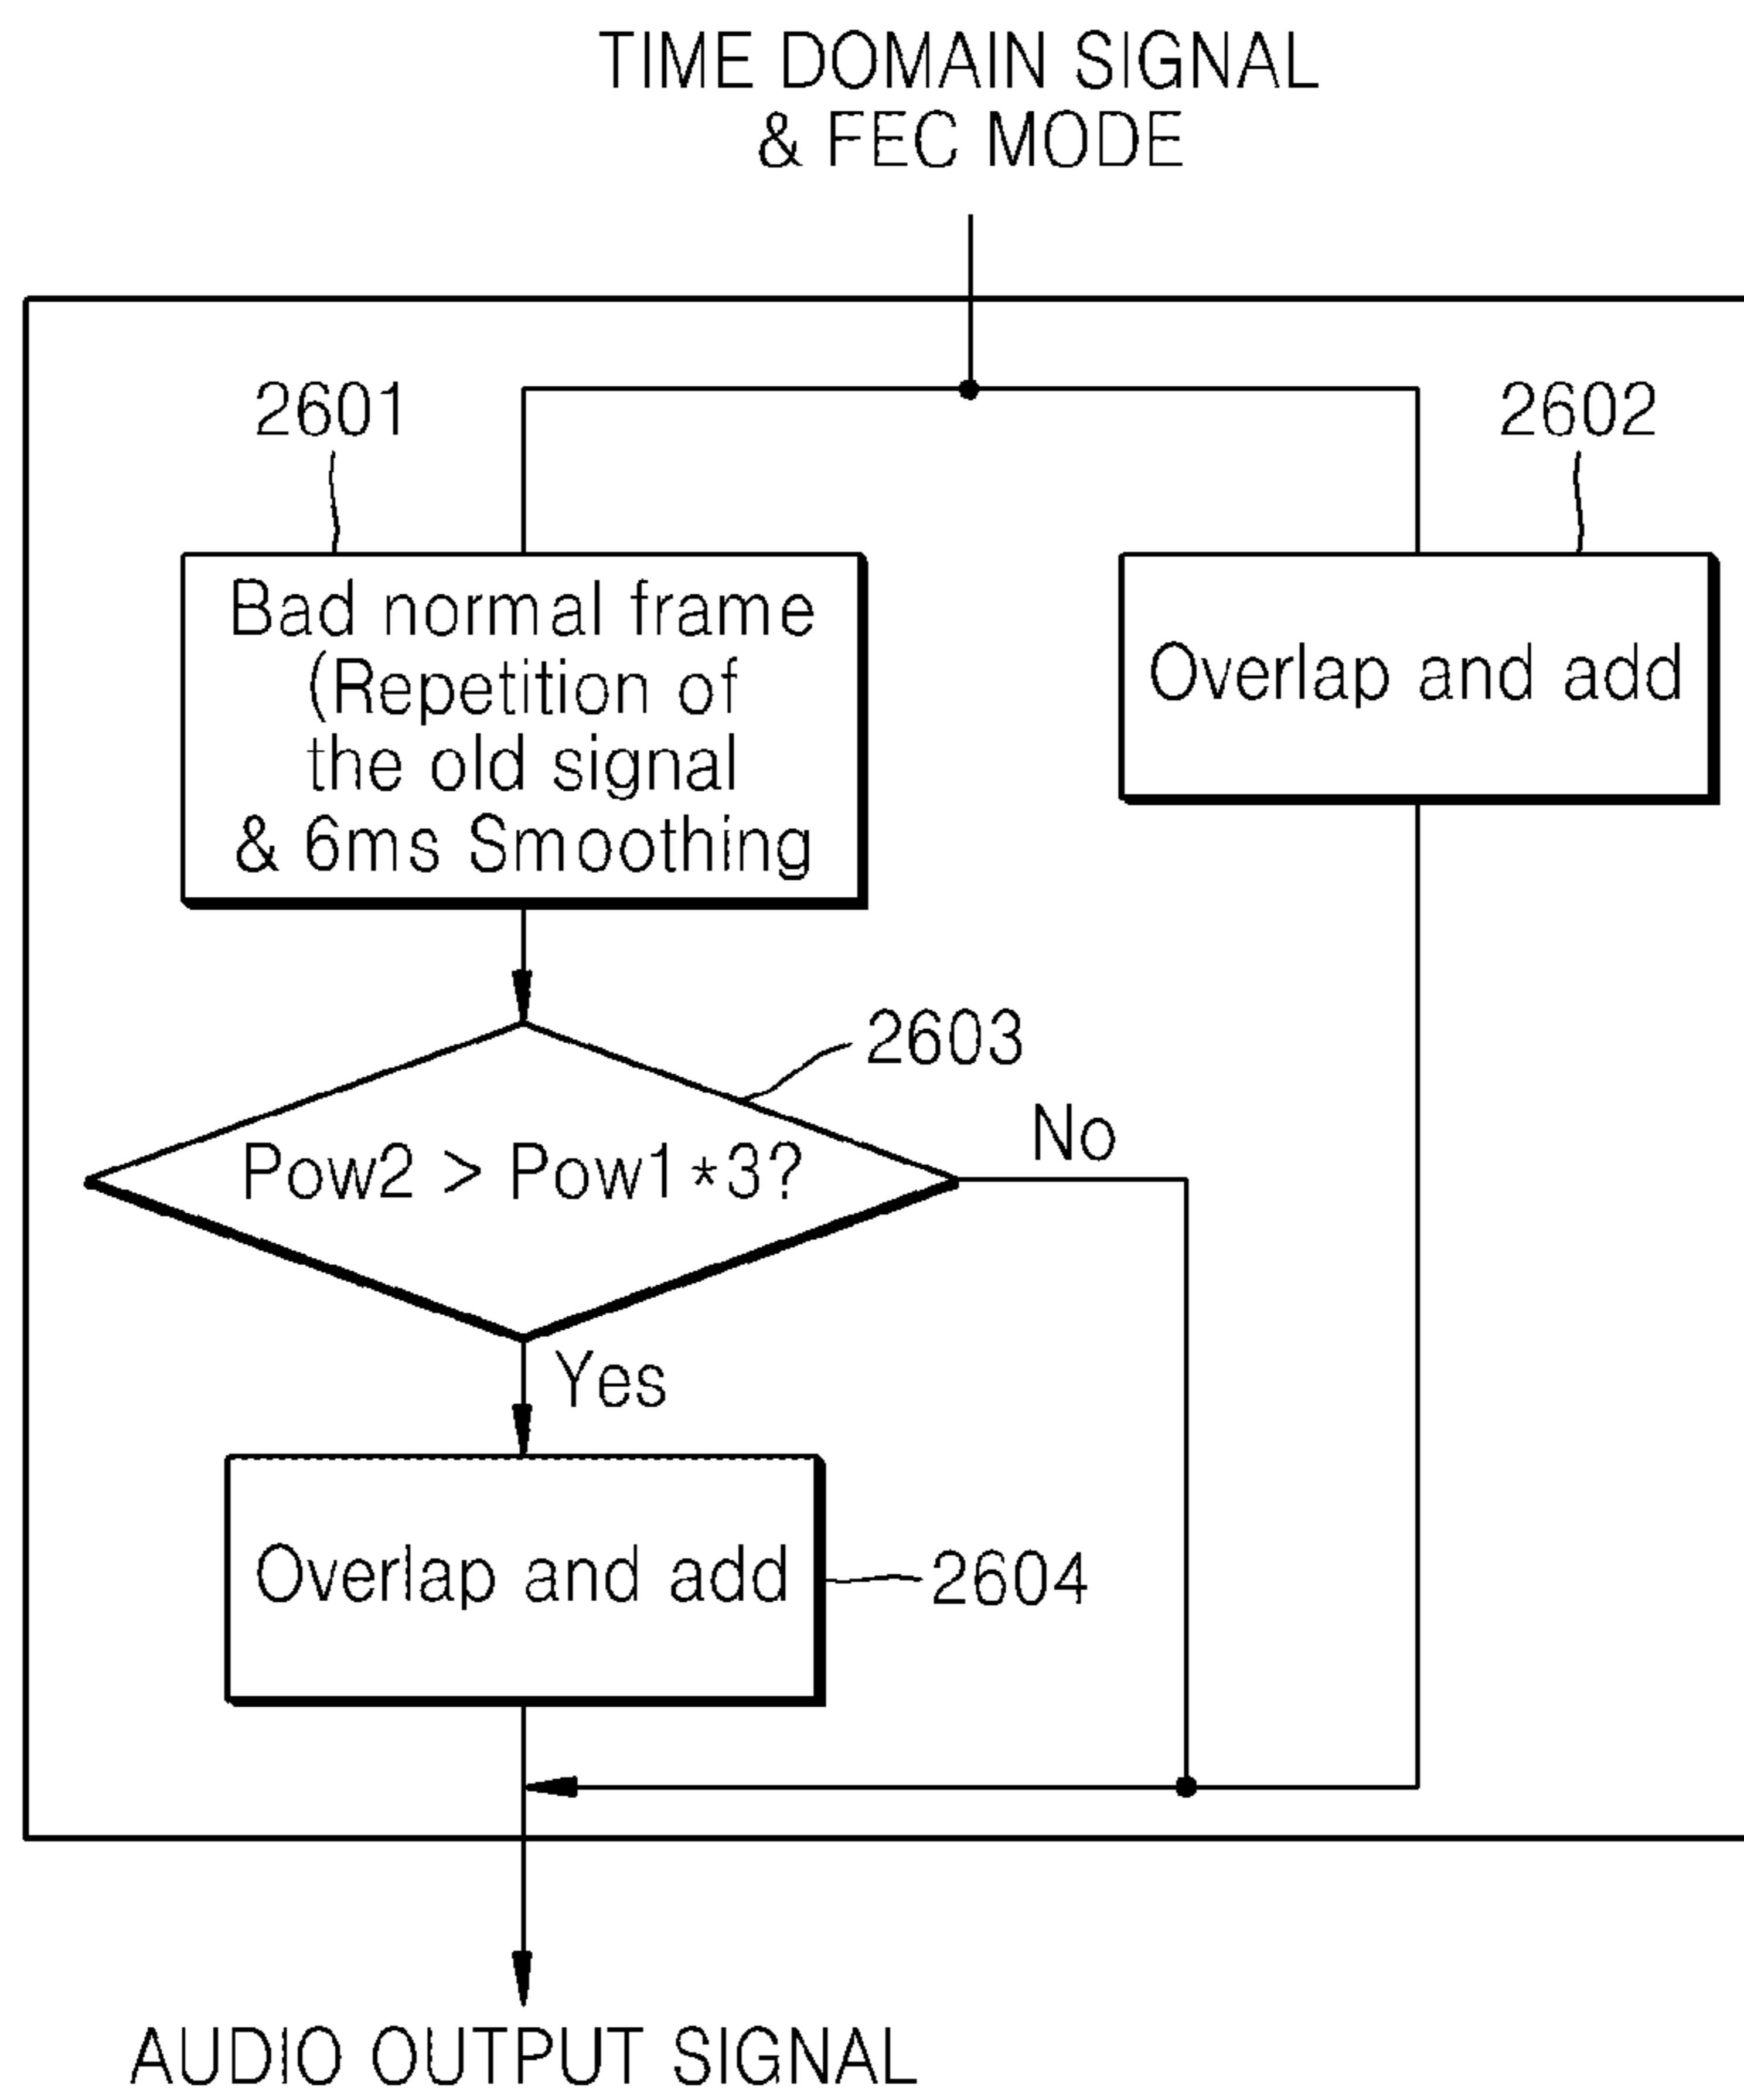 TIME DOMAIN SIGNAL
& FEC MODE
2601
2602
Bad normal frame
(Repetition of
the old signal
& 6ms Smoothing
Overlap and add
2603
Pow2 > Pow1*3?
No
Yes
Overlap and add
2604
AUDIO OUTPUT SIGNAL